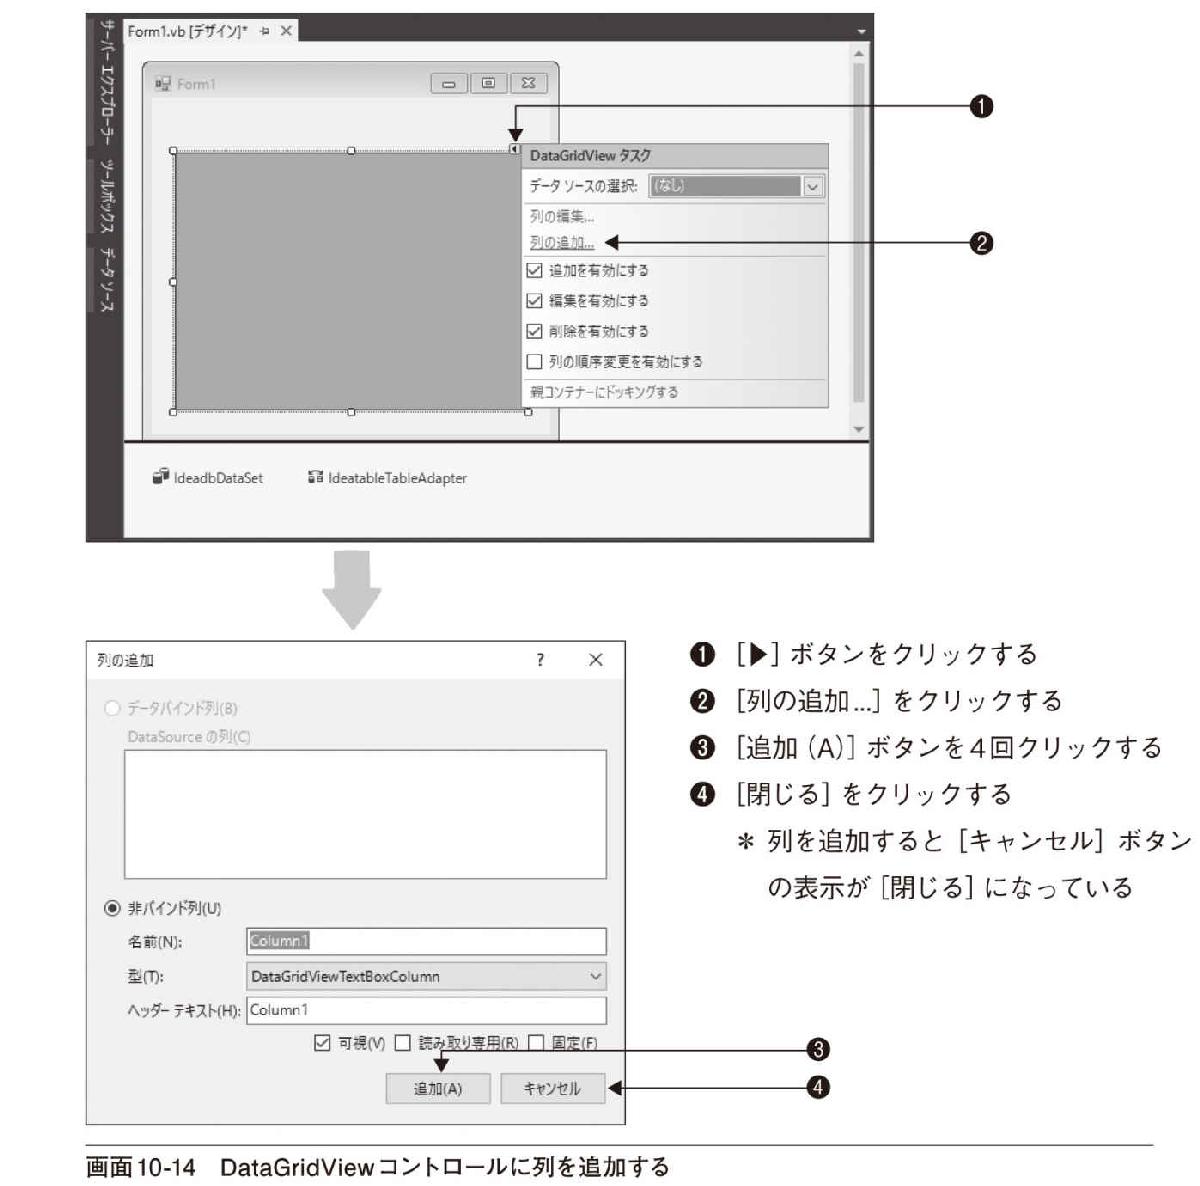 サーバー エクスプローラー
ツールボックス
データ ソース
Form1.vb [デザイン]*
Form1
❶
DataGridView タスク
データ ソースの選択: (なし)
列の編集...
列の追加... ❷
追加を有効にする
編集を有効にする
削除を有効にする
列の順序変更を有効にする
親コンテナーにドッキングする
IdeadbDataSet IdeatableTableAdapter
列の追加 ?
データバインド列(B)
DataSource の列(C)
非バインド列(U)
名前(N): Column1
型(T): DataGridViewTextBoxColumn
ヘッダー テキスト(H): Column1
可視(V) 読み取り専用(R) 固定(F) ❸
追加(A) キャンセル ❹
❶ [▶] ボタンをクリックする
❷ [列の追加...] をクリックする
❸ [追加 (A)] ボタンを4回クリックする
❹ [閉じる] をクリックする
＊ 列を追加すると [キャンセル] ボタン
の表示が [閉じる] になっている
画面10-14 DataGridViewコントロールに列を追加する